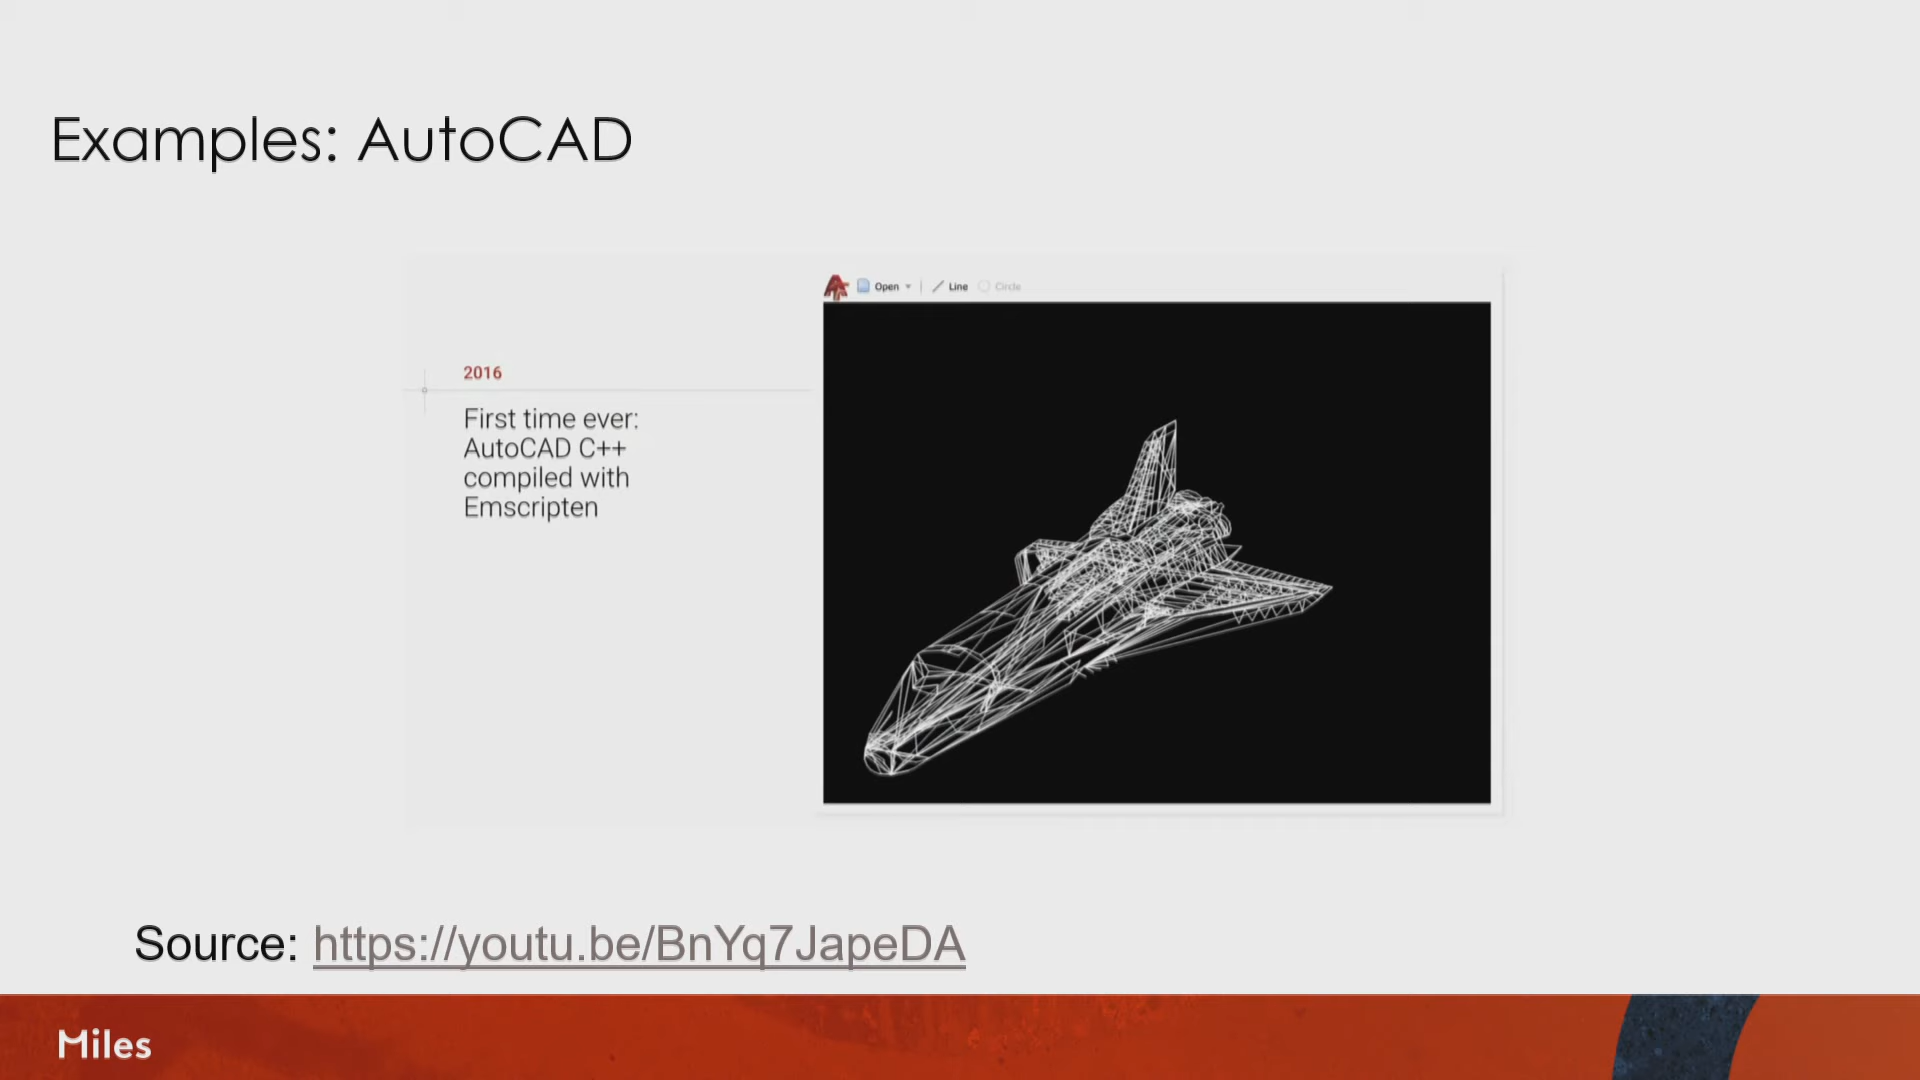 Examples: AutoCAD
Open
Line
Circle
2016
First time ever:
AutoCAD C++
compiled with
Emscripten
Source: https://youtu.be/BnYq7JapeDA
Miles